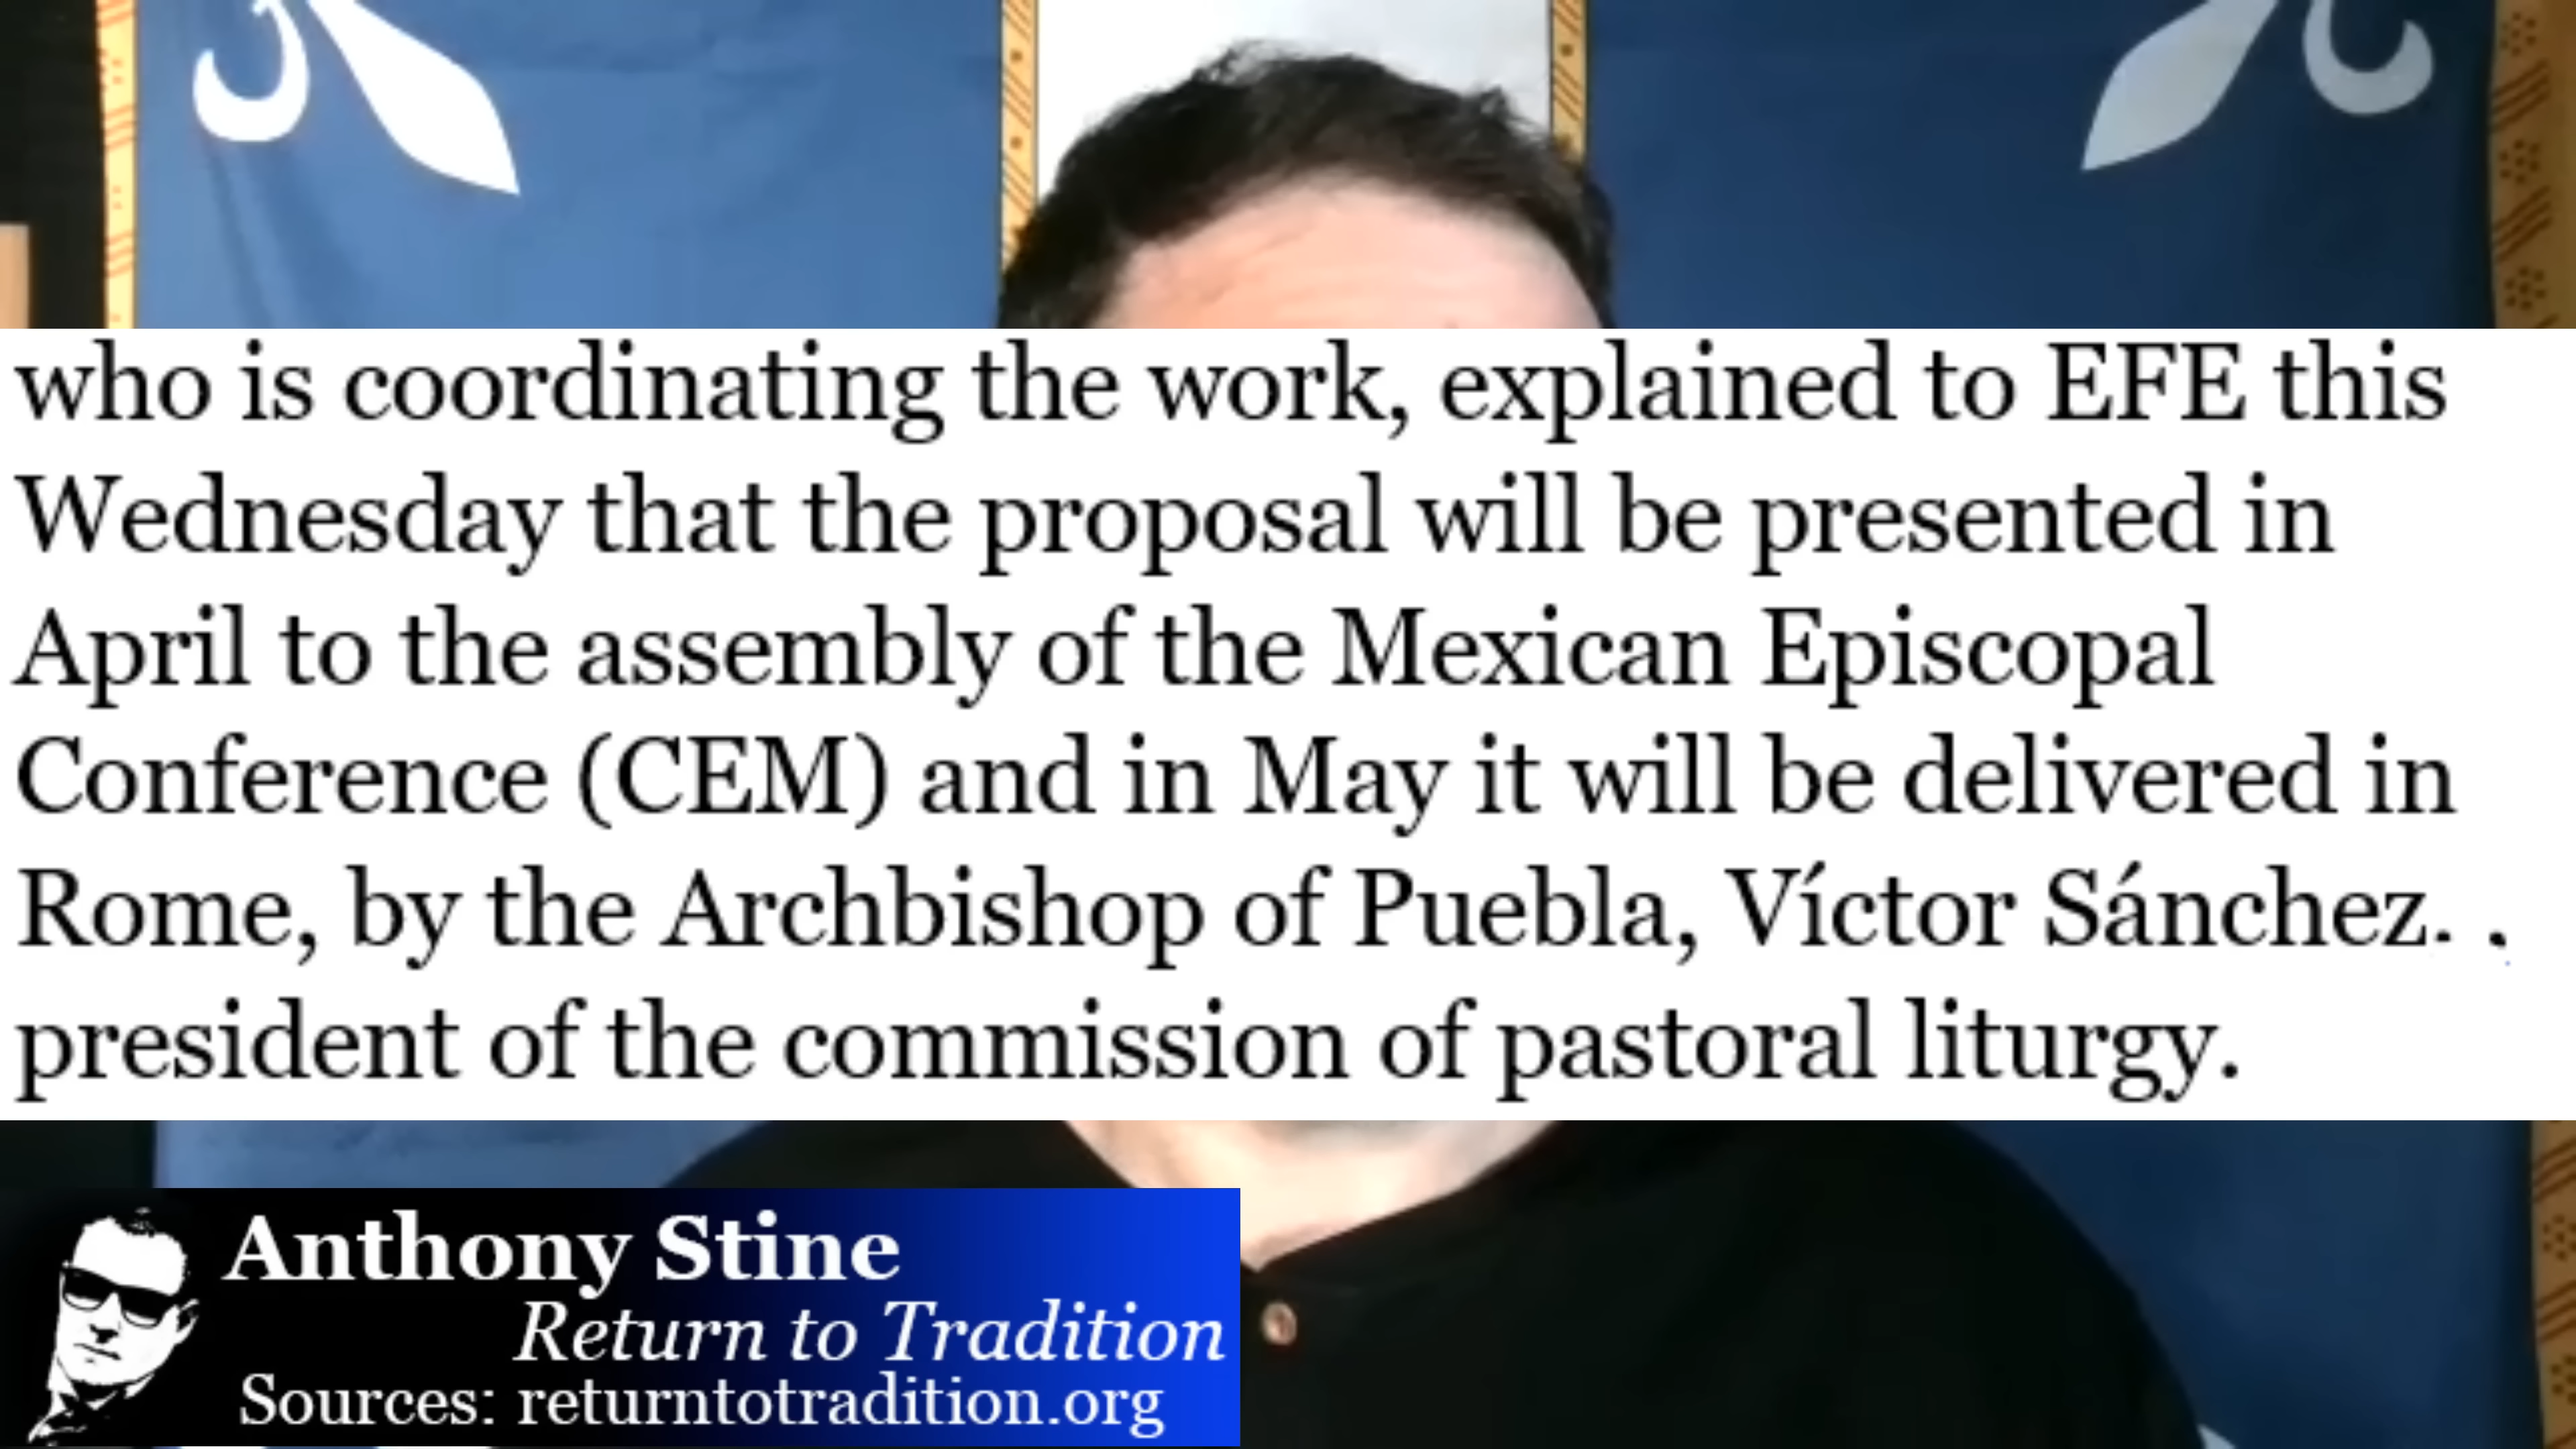 who is coordinating the work, explained to EFE this
Wednesday that the proposal will be presented in
April to the assembly of the Mexican Episcopal
Conference (CEM) and in May it will be delivered in
Rome, by the Archbishop of Puebla, Víctor Sánchez. .
president of the commission of pastoral liturgy.
Anthony Stine
Return to Tradition
Sources: returntotradition.org